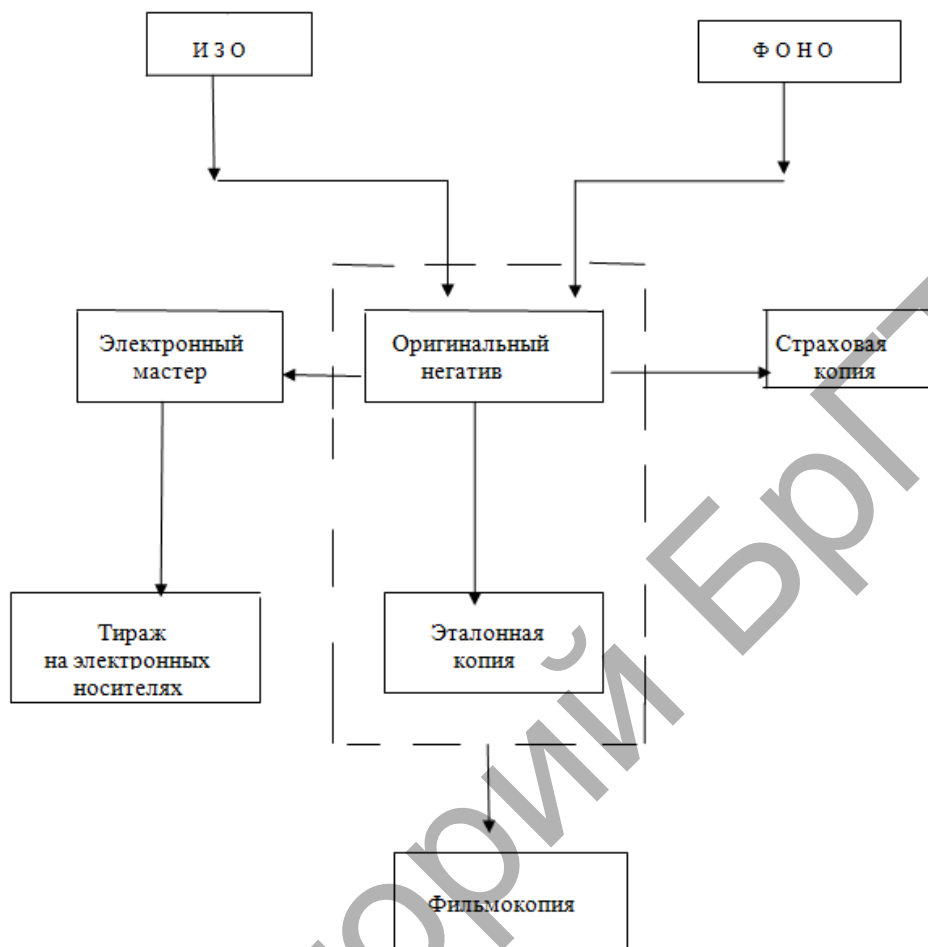 И З О
Ф О Н О
Электронный
мастер
Оригинальный
негатив
Страховая
копия
Тираж
на электронных
носителях
Эталонная
копия
Фильмокопия